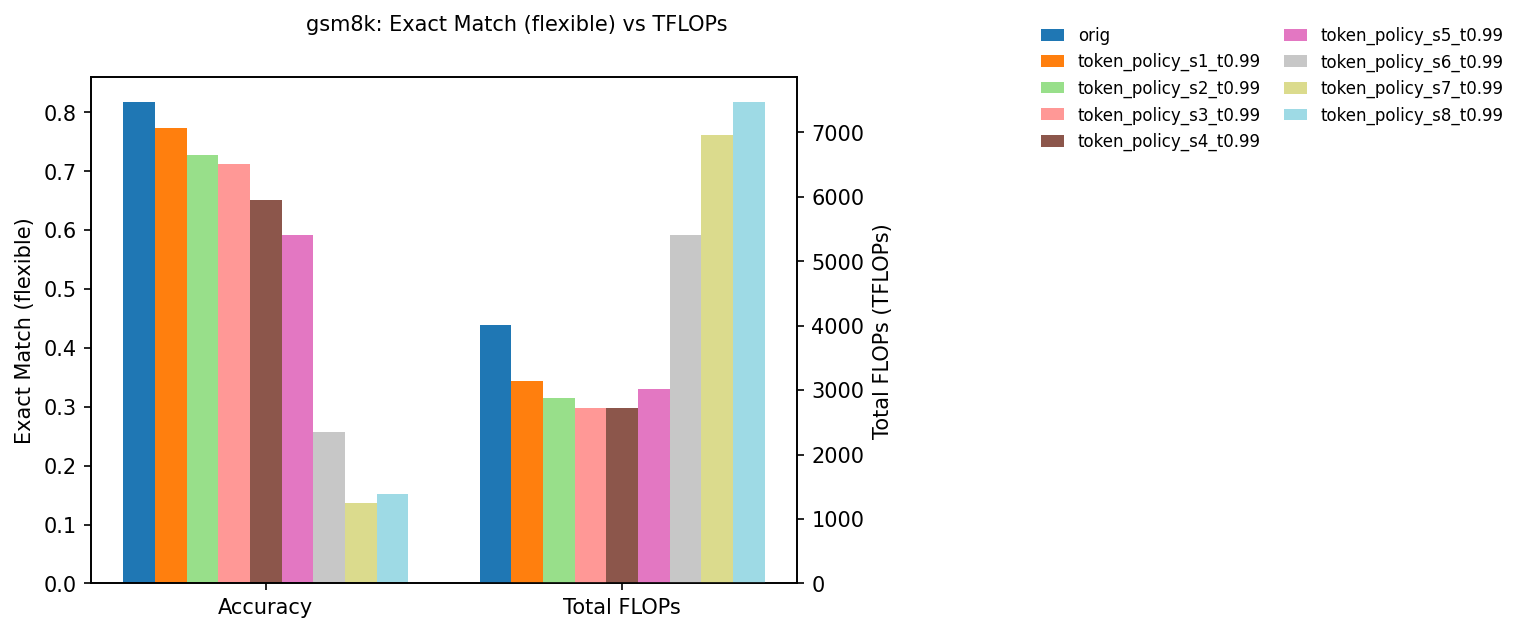 gsm8k: Exact Match (flexible) vs TFLOPs
orig
token_policy_s1_t0.99
token_policy_s2_t0.99
token_policy_s3_t0.99
token_policy_s4_t0.99
token_policy_s5_t0.99
token_policy_s6_t0.99
token_policy_s7_t0.99
token_policy_s8_t0.99
Exact Match (flexible)
0.8
0.7
0.6
0.5
0.4
0.3
0.2
0.1
0.0
7000
6000
5000
4000
3000
2000
1000
0
Total FLOPs (TFLOPs)
Accuracy
Total FLOPs